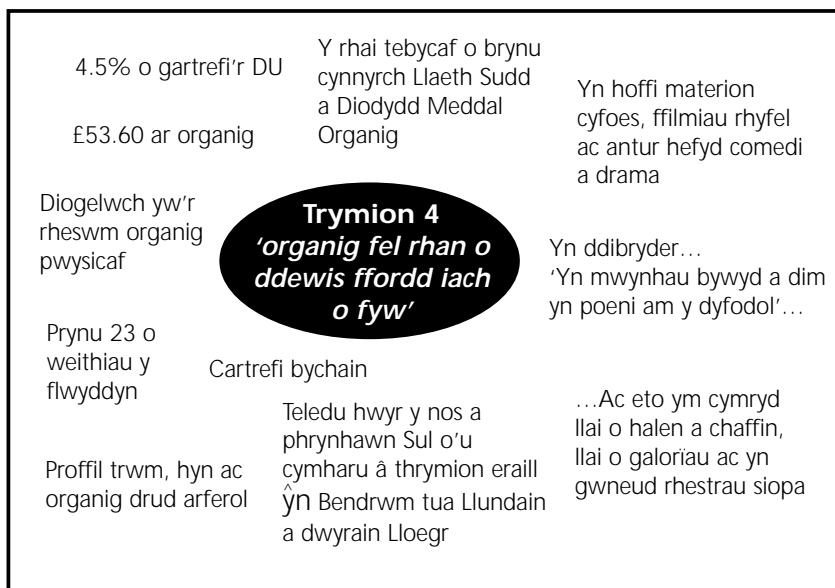 4.5% o gartrefi'r DU
£53.60 ar organig
Y rhai tebycaf o brynu
cynnyrch Llaeth Sudd
a Diodydd Meddal
Organig
Yn hoffi materion
cyfoes, ffilmiau rhyfel
ac antur hefyd comedi
a drama
Diogelwch yw'r
rheswm organig
pwysicaf
Trymion 4
‘organig fel rhan o
ddewis ffordd iach
o fyw’
Yn ddibryder…
‘Yn mwynhau bywyd a dim
yn poeni am y dyfodol’…
Prynu 23 o
weithiau y
flwyddyn
Cartrefi bychain
Teledu hwyr y nos a
phrynhawn Sul o’u
cymharu â thrymion eraill
ŷn Bendrwm tua Llundain
a dwyrain Lloegr
…Ac eto ym cymryd
llai o halen a chaffin,
llai o galorïau ac yn
gwneud rhestrau siopa
Proffil trwm, hyn ac
organig drud arferol